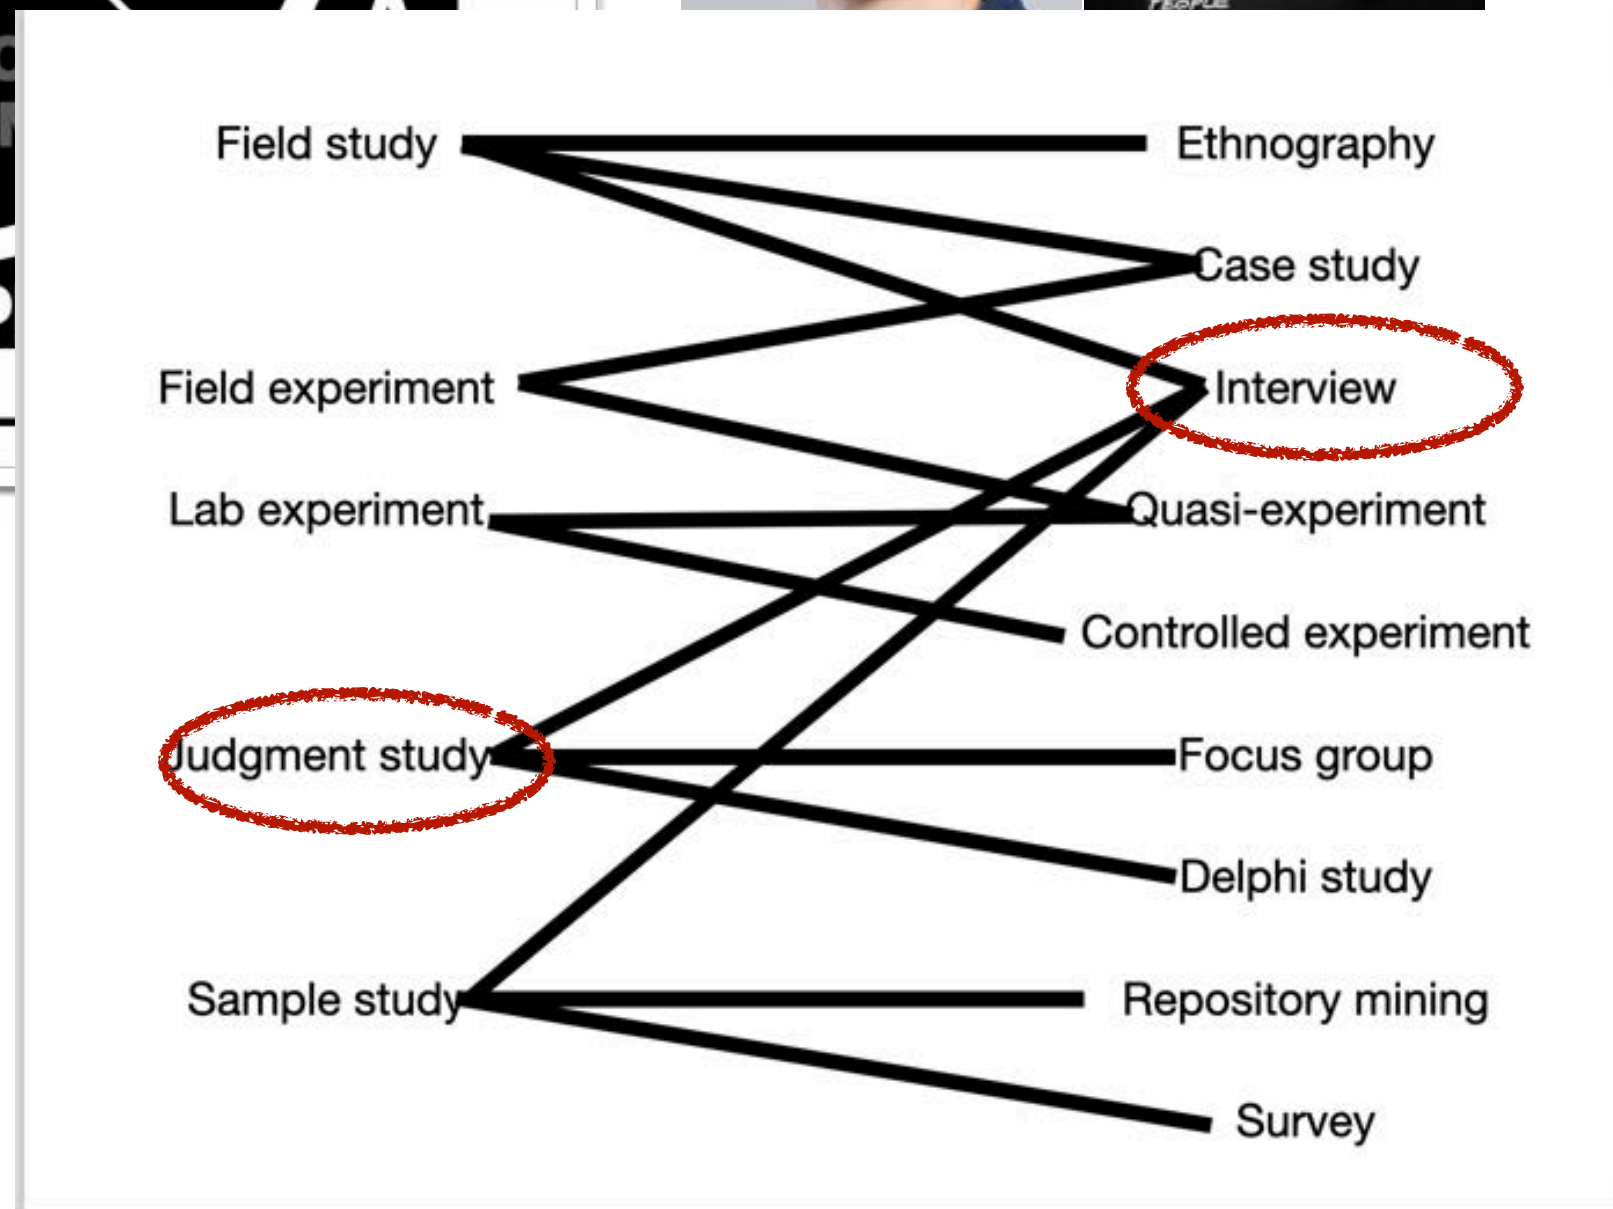 PEOPLE
Field study
Ethnography
Case study
Field experiment
Interview
Lab experiment
Quasi-experiment
Controlled experiment
Judgment study
Focus group
Delphi study
Sample study
Repository mining
Survey